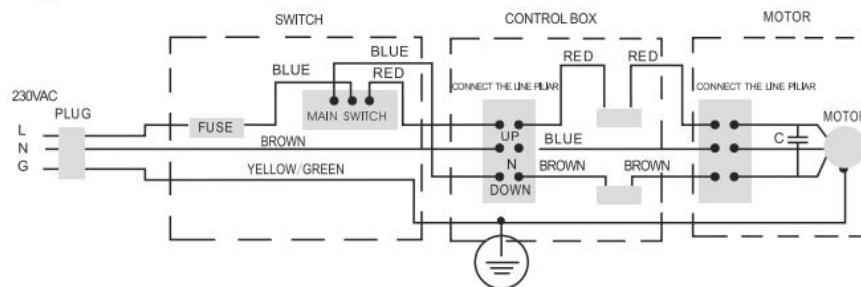 SWITCH
CONTROL BOX
MOTOR
BLUE
BLUE
RED
RED
RED
230VAC
PLUG
CONNECT THE LINE PILIAR
CONNECT THE LINE PILIAR
L
N
G
FUSE
MAIN SWITCH
MOTOR
UP
C
BROWN
BLUE
N
YELLOW/GREEN
BROWN
BROWN
DOWN